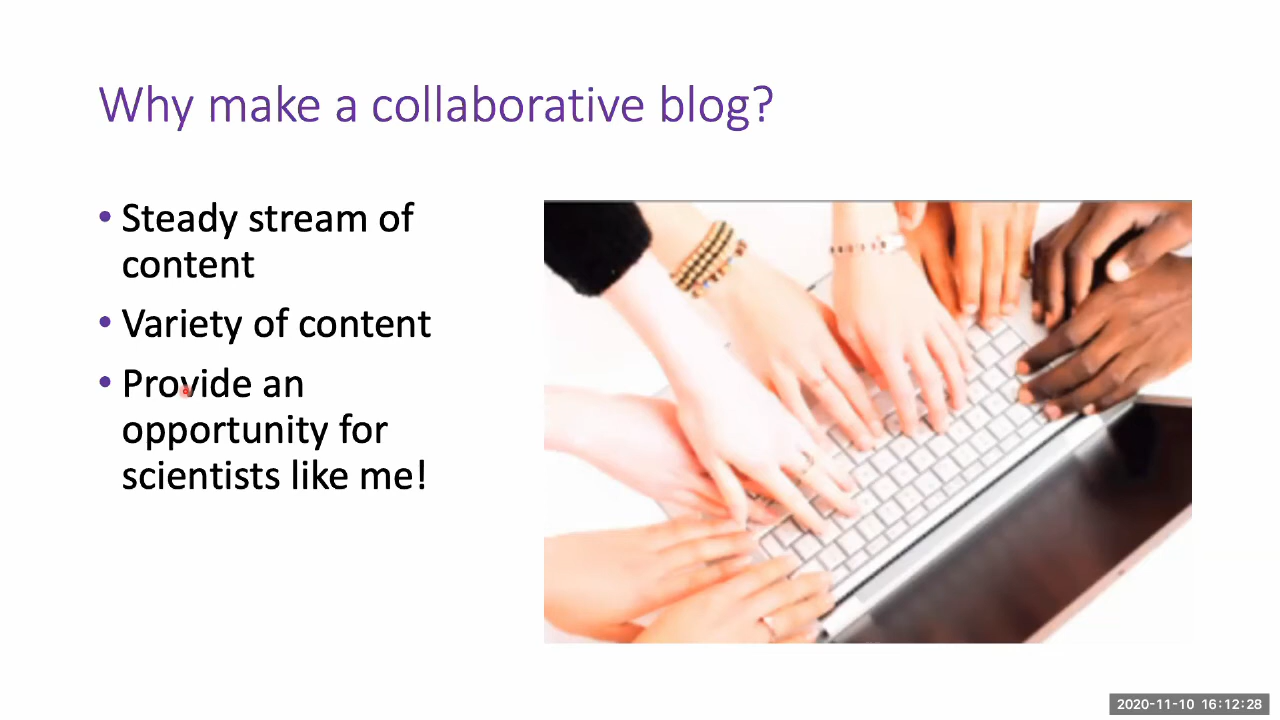 Why make a collaborative blog?
• Steady stream of
content
• Variety of content
• Provide an
opportunity for
scientists like me!
2020-11-10 16:12:28